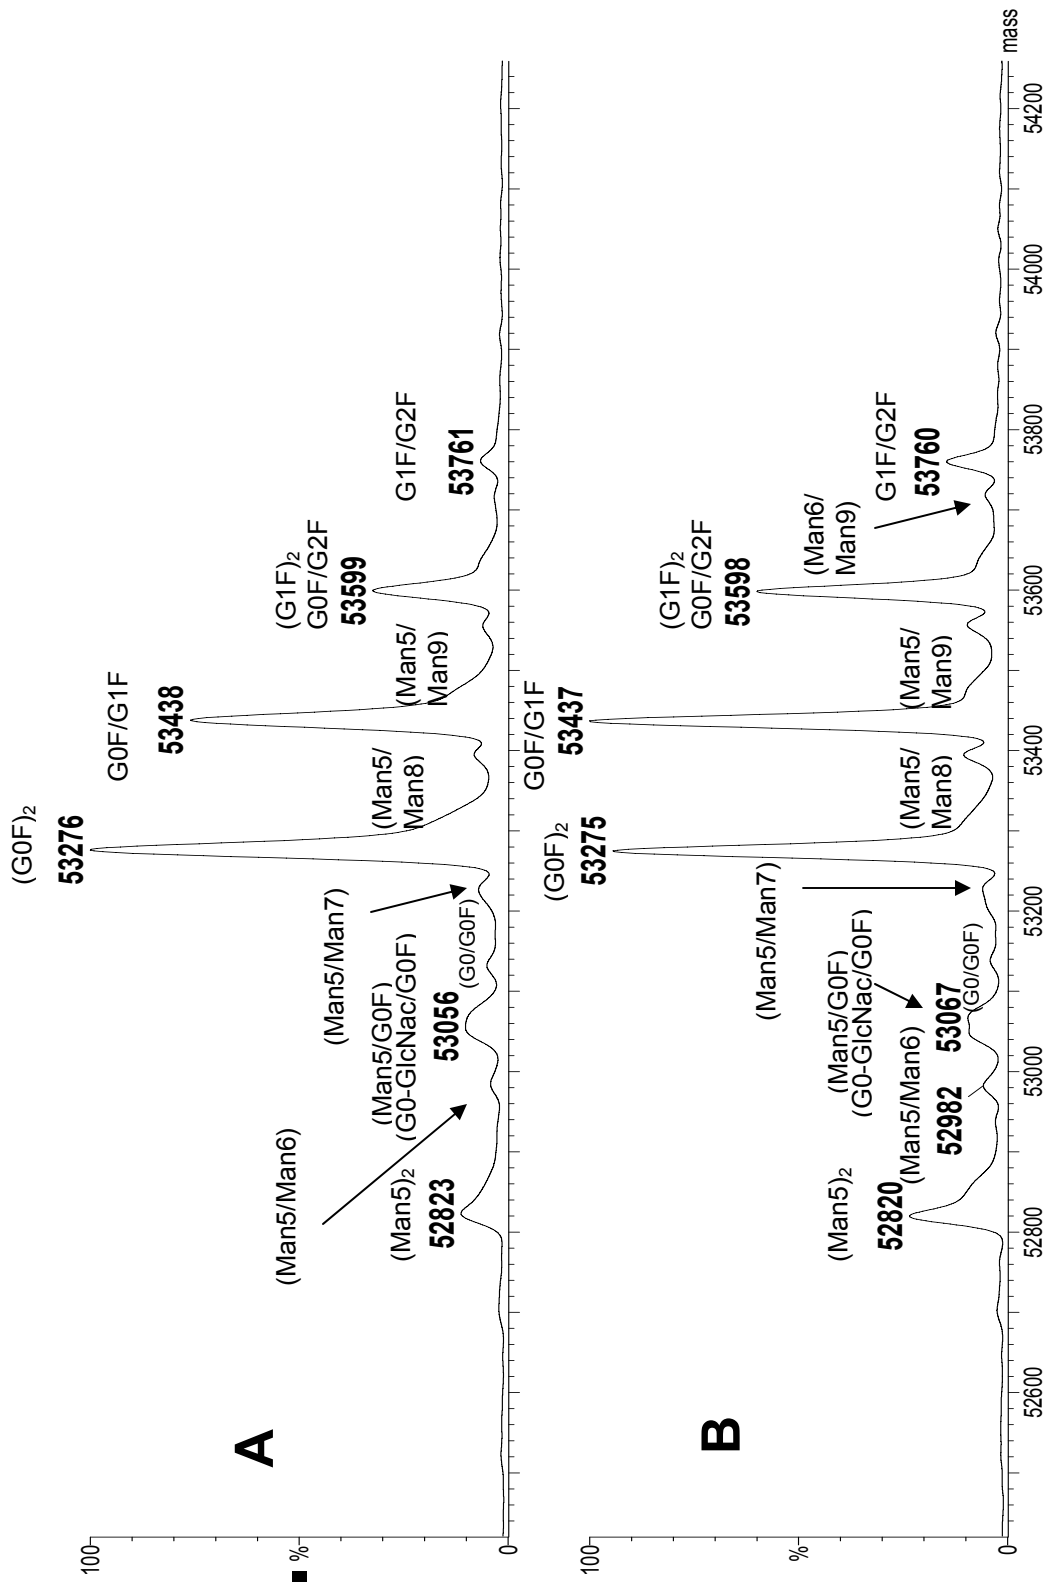 A
100
%
0
(Man5/Man6)
(Man5)₂
52823
(Man5/G0F)
(G0-GlcNac/G0F)
53056
(Man5/Man7)
(G0/G0F)
(G0F)₂
53276
(Man5/
Man8)
G0F/G1F
53438
(Man5/
Man9)
(G1F)₂
G0F/G2F
53599
G1F/G2F
53761
B
100
%
0
(Man5)₂
52820
(Man5/Man6)
52982
(Man5/G0F)
(G0-GlcNac/G0F)
53067
(G0/G0F)
(Man5/Man7)
(G0F)₂
53275
(Man5/
Man8)
G0F/G1F
53437
(Man5/
Man9)
(G1F)₂
G0F/G2F
53598
(Man6/
Man9)
G1F/G2F
53760
52600
52800
53000
53200
53400
53600
53800
54000
54200
mass